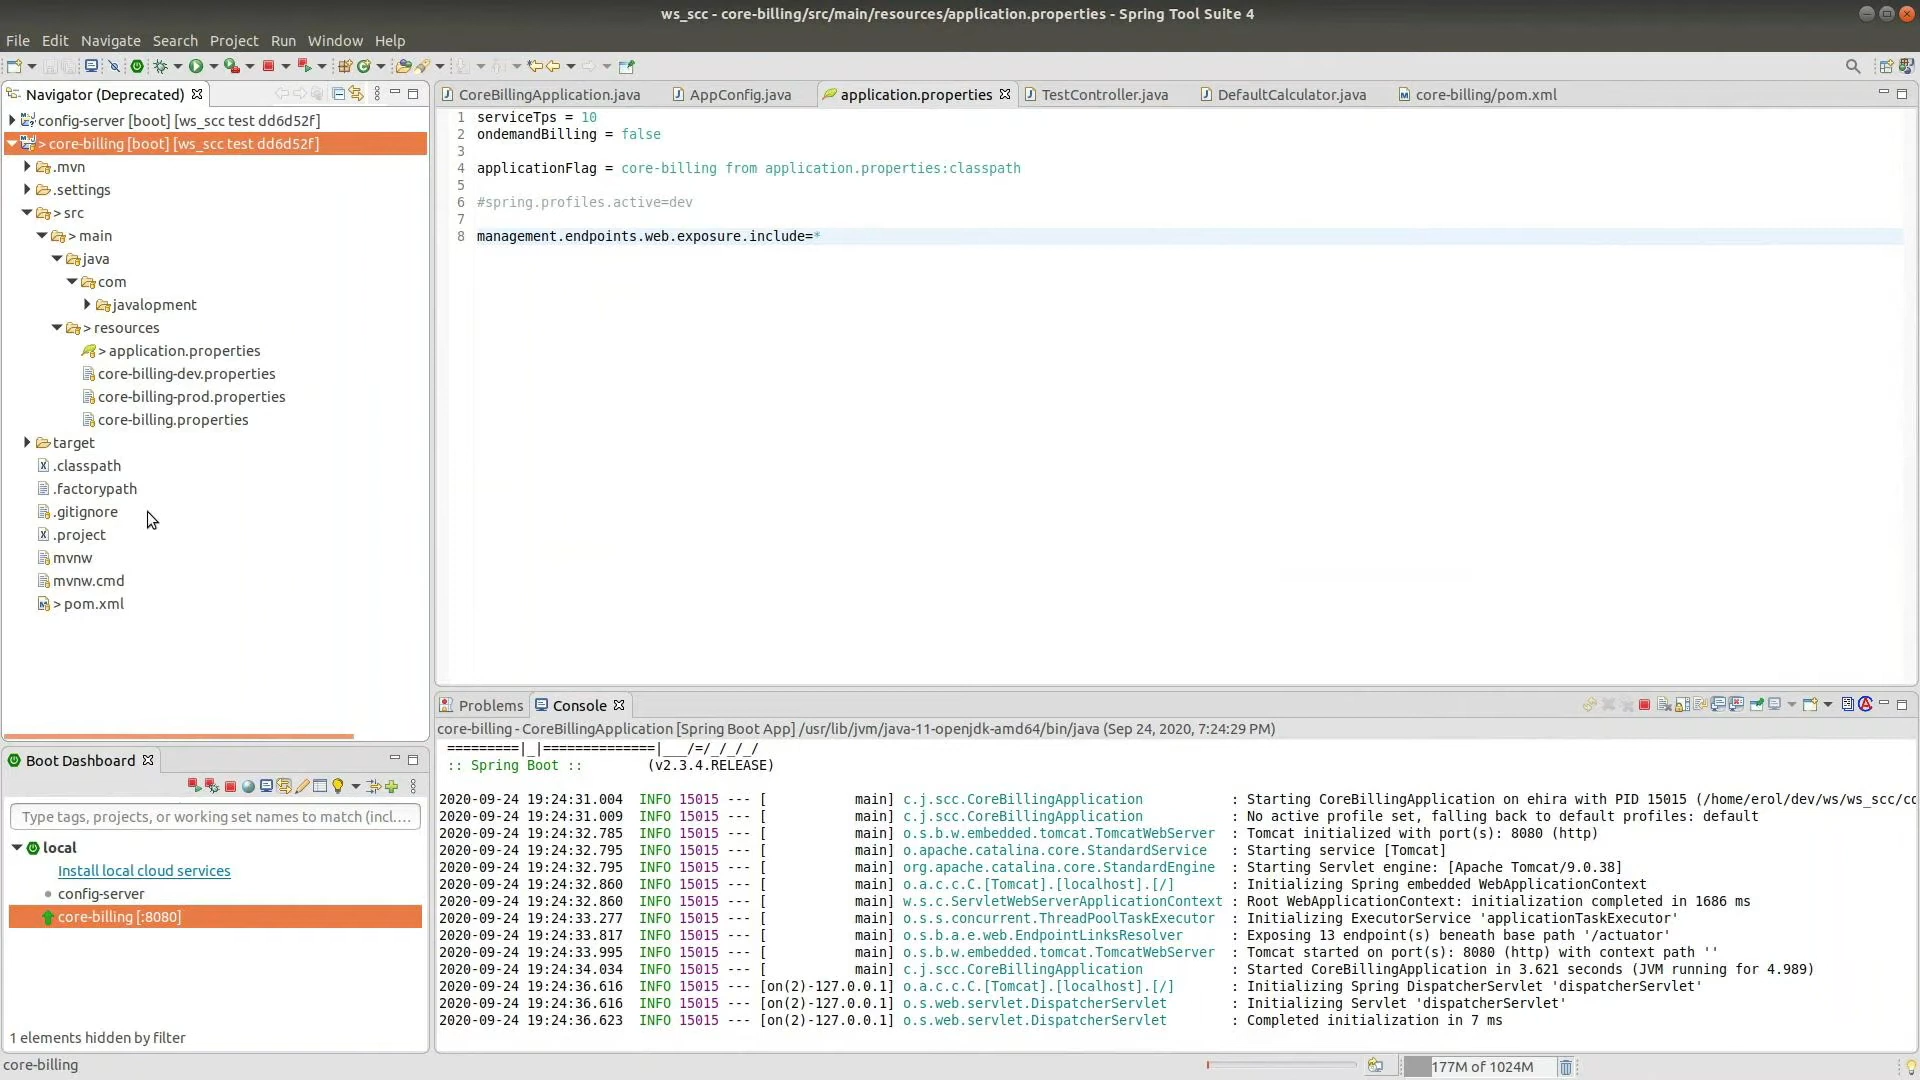 ws_scc - core-billing/src/main/resources/application.properties - Spring Tool Suite 4
File Edit Navigate Search Project Run Window Help
Navigator (Deprecated)
config-server [boot] [ws_scc test dd6d52f]
> core-billing [boot] [ws_scc test dd6d52f]
.mvn
.settings
> src
> main
java
com
javalopment
> resources
> application.properties
core-billing-dev.properties
core-billing-prod.properties
core-billing.properties
target
.classpath
.factorypath
.gitignore
.project
mvnw
mvnw.cmd
> pom.xml
CoreBillingApplication.java AppConfig.java application.properties TestController.java DefaultCalculator.java core-billing/pom.xml
1 serviceTps = 10
2 ondemandBilling = false
3
4 applicationFlag = core-billing from application.properties:classpath
5
6 #spring.profiles.active=dev
7
8 management.endpoints.web.exposure.include=*
Boot Dashboard
Type tags, projects, or working set names to match (incl....
local
Install local cloud services
config-server
core-billing [:8080]
1 elements hidden by filter
Problems Console
core-billing - CoreBillingApplication [Spring Boot App] /usr/lib/jvm/java-11-openjdk-amd64/bin/java (Sep 24, 2020, 7:24:29 PM)
=========|_|==============|___/=/_/_/_/
:: Spring Boot :: (v2.3.4.RELEASE)
2020-09-24 19:24:31.004 INFO 15015 --- [ main] c.j.scc.CoreBillingApplication : Starting CoreBillingApplication on ehira with PID 15015 (/home/erol/dev/ws/ws_scc/co
2020-09-24 19:24:31.009 INFO 15015 --- [ main] c.j.scc.CoreBillingApplication : No active profile set, falling back to default profiles: default
2020-09-24 19:24:32.785 INFO 15015 --- [ main] o.s.b.w.embedded.tomcat.TomcatWebServer : Tomcat initialized with port(s): 8080 (http)
2020-09-24 19:24:32.795 INFO 15015 --- [ main] o.apache.catalina.core.StandardService : Starting service [Tomcat]
2020-09-24 19:24:32.795 INFO 15015 --- [ main] org.apache.catalina.core.StandardEngine : Starting Servlet engine: [Apache Tomcat/9.0.38]
2020-09-24 19:24:32.860 INFO 15015 --- [ main] o.a.c.c.C.[Tomcat].[localhost].[/] : Initializing Spring embedded WebApplicationContext
2020-09-24 19:24:32.860 INFO 15015 --- [ main] w.s.c.ServletWebServerApplicationContext : Root WebApplicationContext: initialization completed in 1686 ms
2020-09-24 19:24:33.277 INFO 15015 --- [ main] o.s.s.concurrent.ThreadPoolTaskExecutor : Initializing ExecutorService 'applicationTaskExecutor'
2020-09-24 19:24:33.817 INFO 15015 --- [ main] o.s.b.a.e.web.EndpointLinksResolver : Exposing 13 endpoint(s) beneath base path '/actuator'
2020-09-24 19:24:33.995 INFO 15015 --- [ main] o.s.b.w.embedded.tomcat.TomcatWebServer : Tomcat started on port(s): 8080 (http) with context path ''
2020-09-24 19:24:34.034 INFO 15015 --- [ main] c.j.scc.CoreBillingApplication : Started CoreBillingApplication in 3.621 seconds (JVM running for 4.989)
2020-09-24 19:24:36.616 INFO 15015 --- [on(2)-127.0.0.1] o.a.c.c.C.[Tomcat].[localhost].[/] : Initializing Spring DispatcherServlet 'dispatcherServlet'
2020-09-24 19:24:36.616 INFO 15015 --- [on(2)-127.0.0.1] o.s.web.servlet.DispatcherServlet : Initializing Servlet 'dispatcherServlet'
2020-09-24 19:24:36.623 INFO 15015 --- [on(2)-127.0.0.1] o.s.web.servlet.DispatcherServlet : Completed initialization in 7 ms
core-billing
177M of 1024M